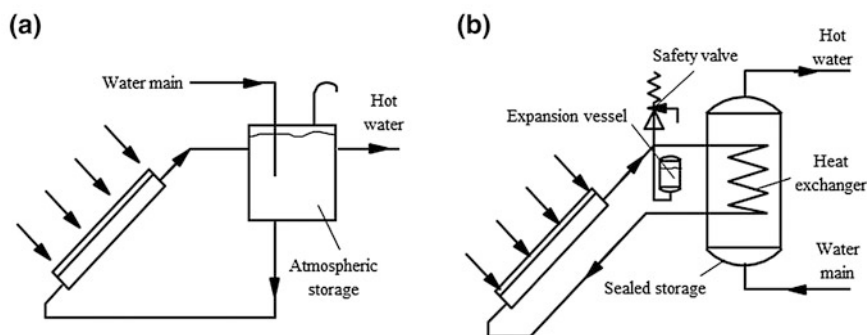 (a)
Water main
Hot
water
Atmospheric
storage
(b)
Safety valve
Hot
water
Expansion vessel
Heat
exchanger
Water
main
Sealed storage